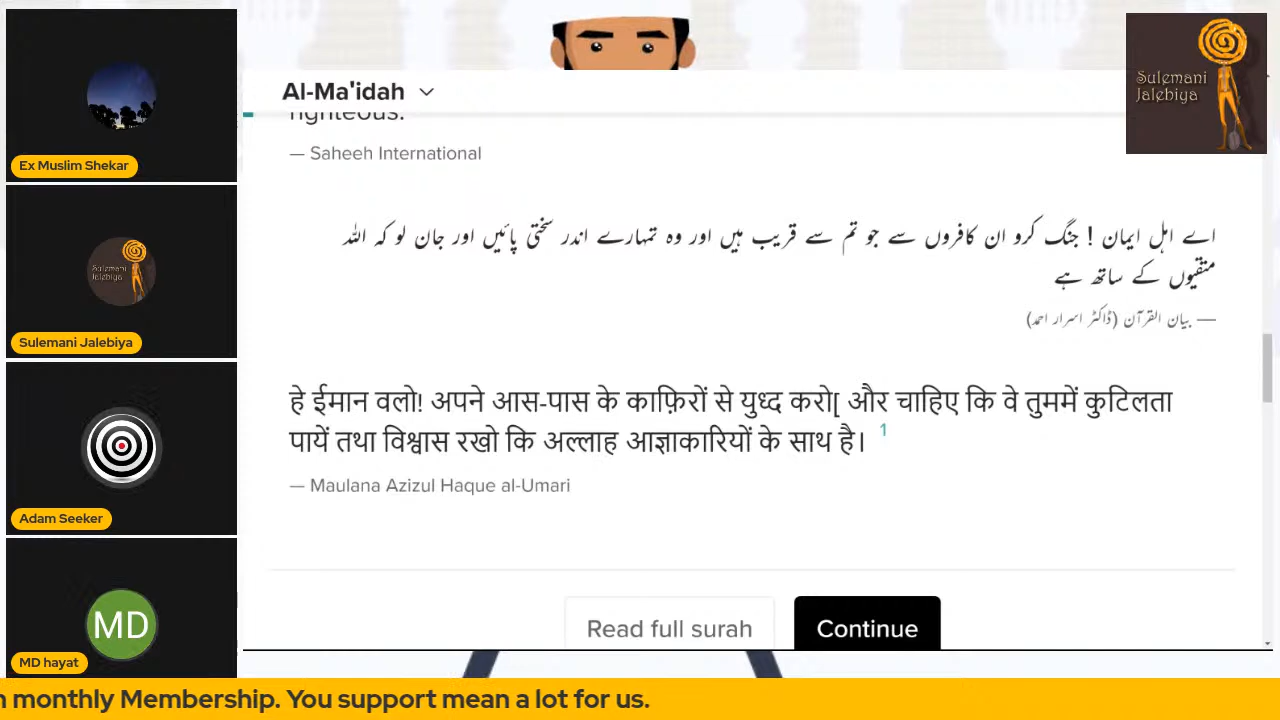 Ex Muslim Shekar
Sulemani Jalebiya
Sulemani Jalebiya
Adam Seeker
MD
MD hayat
Al-Ma'idah
righteous.
— Saheeh International
اے اہل ایمان ! جنگ کرو ان کافروں سے جو تم سے قریب ہیں اور وہ تمہارے اندر سختی پائیں اور جان لو کہ اللہ
متقیوں کے ساتھ ہے
— بیان القرآن (ڈاکٹر اسرار احمد)
हे ईमान वलो! अपने आस-पास के काफ़िरों से युध्द करो[ और चाहिए कि वे तुममें कुटिलता
पायें तथा विश्वास रखो कि अल्लाह आज्ञाकारियों के साथ है। 1
— Maulana Azizul Haque al-Umari
Read full surah
Continue
Sulemani
Jalebiya
n monthly Membership. You support mean a lot for us.